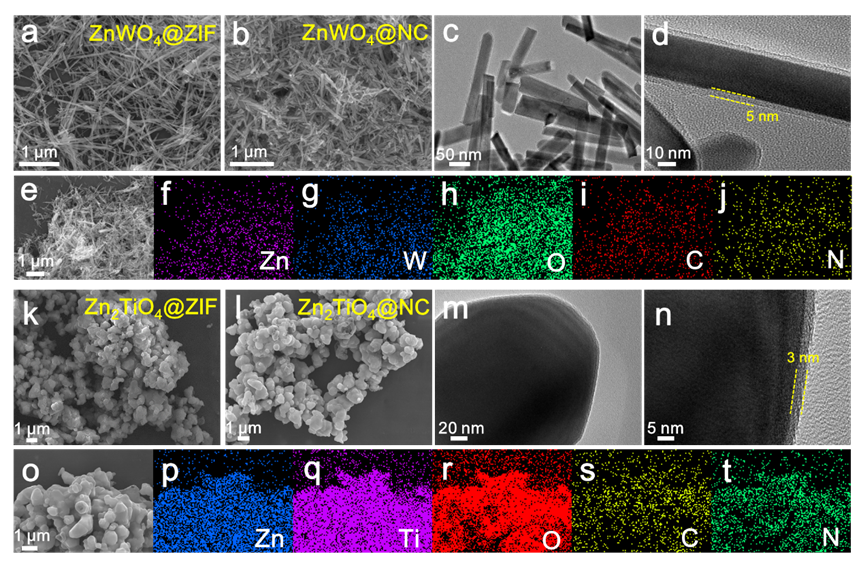 a ZnWO₄@ZIF
1 µm
b ZnWO₄@NC
1 µm
c
50 nm
d
5 nm
10 nm
e
1 µm
f
Zn
g
W
h
O
i
C
j
N
k Zn₂TiO₄@ZIF
1 µm
l Zn₂TiO₄@NC
1 µm
m
20 nm
n
3 nm
5 nm
o
1 µm
p
Zn
q
Ti
r
O
s
C
t
N